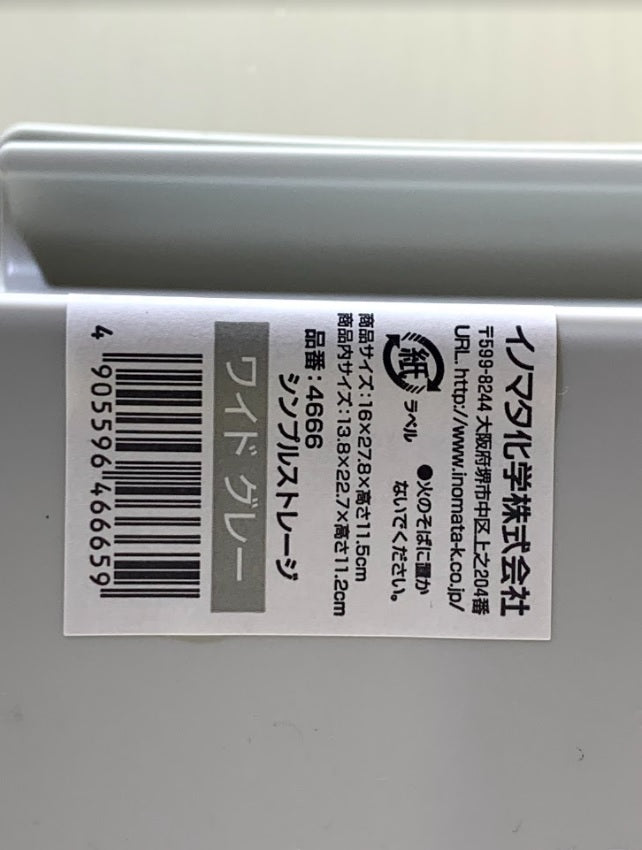 イノマタ化学株式会社
〒599-8244 大阪府堺市中区上之204番
URL. http://www.inomata-k.co.jp/
紙
ラベル
●火のそばに置か
ないでください。
商品サイズ:16×27.8×高さ11.5cm
商品内サイズ:13.8×22.7×高さ11.2cm
品番:4666
シンプルストレージ
ワイド グレー
4 905596 466659